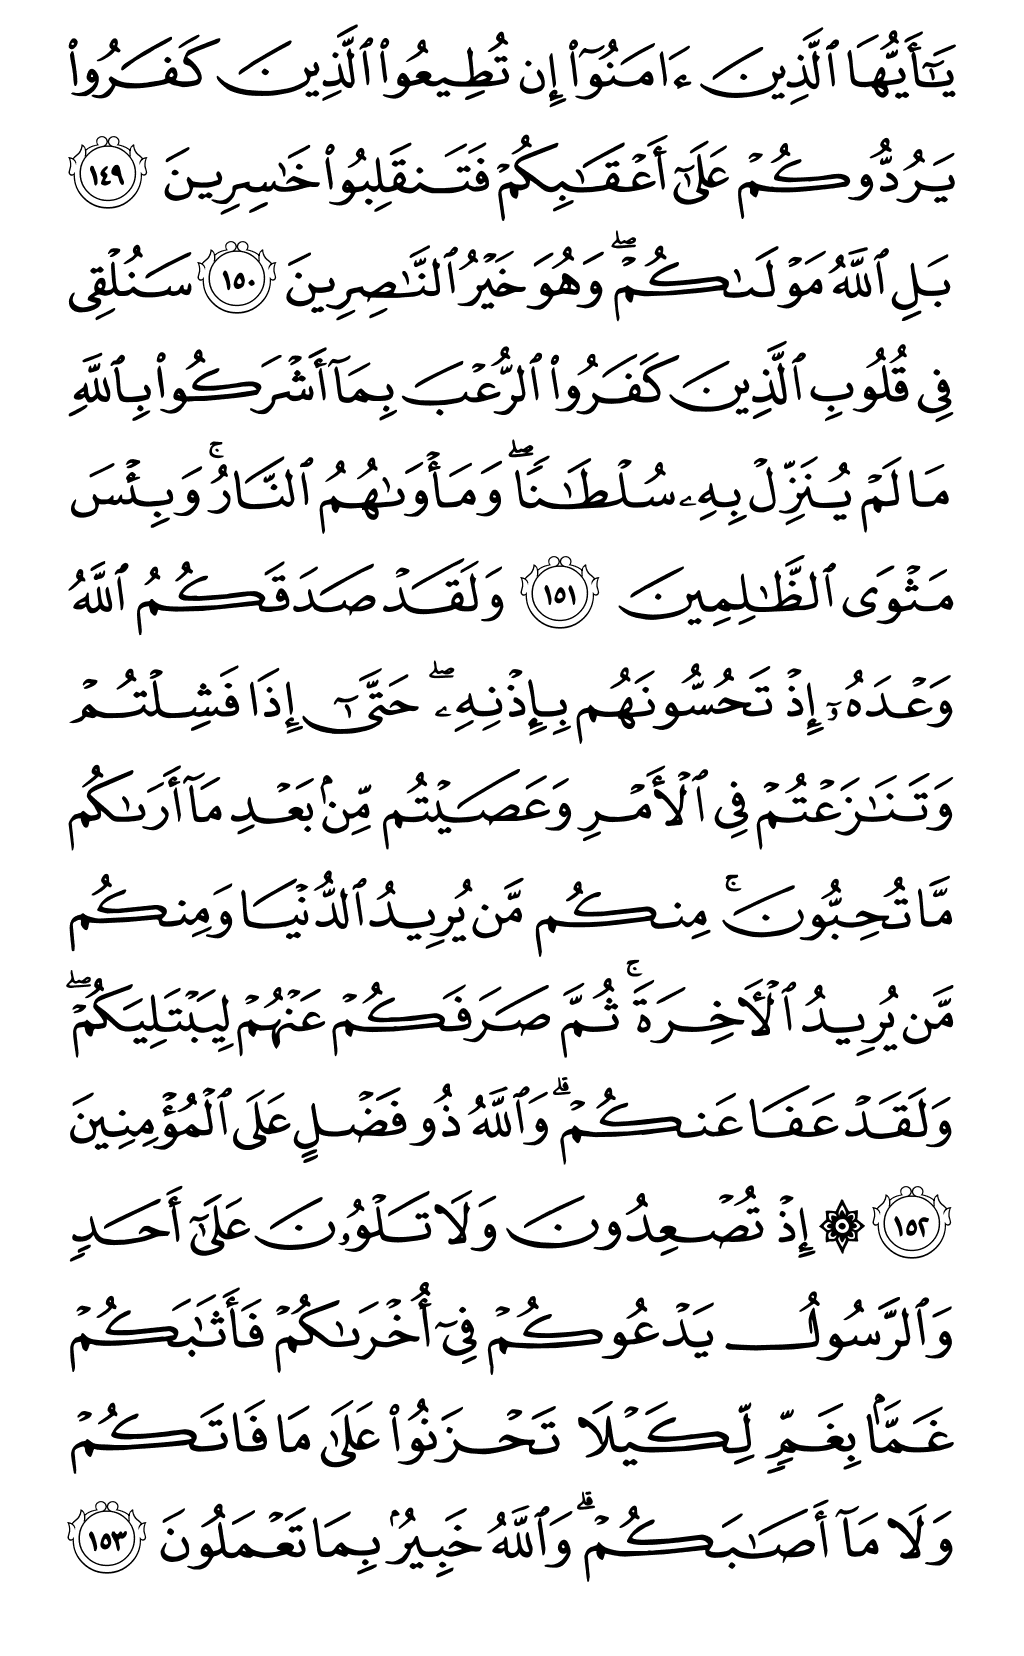 يَـٰٓأَيُّهَا ٱلَّذِينَ ءَامَنُوٓا۟ إِن تُطِيعُوا۟ ٱلَّذِينَ كَفَرُوا۟
يَرُدُّوكُمْ عَلَىٰٓ أَعْقَـٰبِكُمْ فَتَنقَلِبُوا۟ خَـٰسِرِينَ ١٤٩
بَلِ ٱللَّهُ مَوْلَىٰكُمْ ۖ وَهُوَ خَيْرُ ٱلنَّـٰصِرِينَ ١٥٠ سَنُلْقِى
فِى قُلُوبِ ٱلَّذِينَ كَفَرُوا۟ ٱلرُّعْبَ بِمَآ أَشْرَكُوا۟ بِٱللَّهِ
مَا لَمْ يُنَزِّلْ بِهِۦ سُلْطَـٰنًا ۖ وَمَأْوَىٰهُمُ ٱلنَّارُ ۚ وَبِئْسَ
مَثْوَى ٱلظَّـٰلِمِينَ ١٥١ وَلَقَدْ صَدَقَكُمُ ٱللَّهُ
وَعْدَهُۥٓ إِذْ تَحُسُّونَهُم بِإِذْنِهِۦ ۖ حَتَّىٰٓ إِذَا فَشِلْتُمْ
وَتَنَـٰزَعْتُمْ فِى ٱلْأَمْرِ وَعَصَيْتُم مِّنۢ بَعْدِ مَآ أَرَىٰكُم
مَّا تُحِبُّونَ ۚ مِنكُم مَّن يُرِيدُ ٱلدُّنْيَا وَمِنكُم
مَّن يُرِيدُ ٱلْـَٔاخِرَةَ ۚ ثُمَّ صَرَفَكُمْ عَنْهُمْ لِيَبْتَلِيَكُمْ ۖ
وَلَقَدْ عَفَا عَنكُمْ ۗ وَٱللَّهُ ذُو فَضْلٍ عَلَى ٱلْمُؤْمِنِينَ
١٥٢ ۞ إِذْ تُصْعِدُونَ وَلَا تَلْوُۥنَ عَلَىٰٓ أَحَدٍ
وَٱلرَّسُولُ يَدْعُوكُمْ فِىٓ أُخْرَىٰكُمْ فَأَثَـٰبَكُمْ
غَمًّۢا بِغَمٍّ لِّكَيْلَا تَحْزَنُوا۟ عَلَىٰ مَا فَاتَكُمْ
وَلَا مَآ أَصَـٰبَكُمْ ۗ وَٱللَّهُ خَبِيرٌۢ بِمَا تَعْمَلُونَ ١٥٣